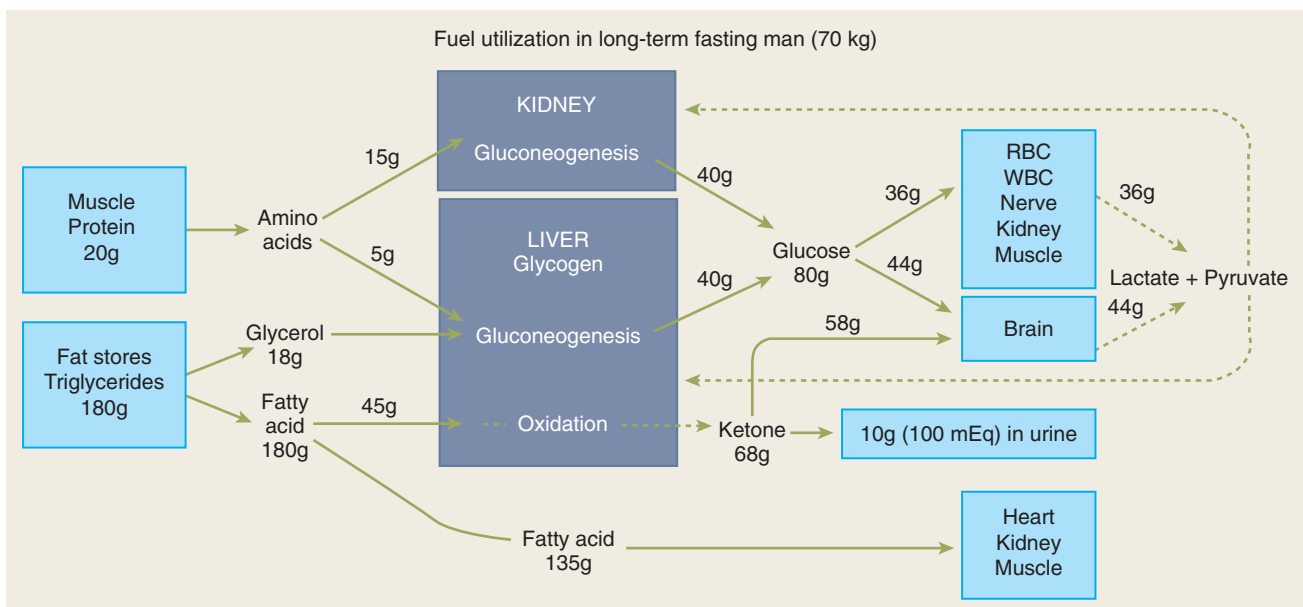 Fuel utilization in long-term fasting man (70 kg)
KIDNEY
Gluconeogenesis
15g
40g
Muscle
Protein
20g
Amino
acids
5g
LIVER
Glycogen
Gluconeogenesis
40g
Glucose
80g
36g
44g
RBC
WBC
Nerve
Kidney
Muscle
36g
Lactate + Pyruvate
44g
Brain
58g
Fat stores
Triglycerides
180g
Glycerol
18g
Fatty
acid
180g
45g
Oxidation
Ketone
68g
10g (100 mEq) in urine
Fatty acid
135g
Heart
Kidney
Muscle